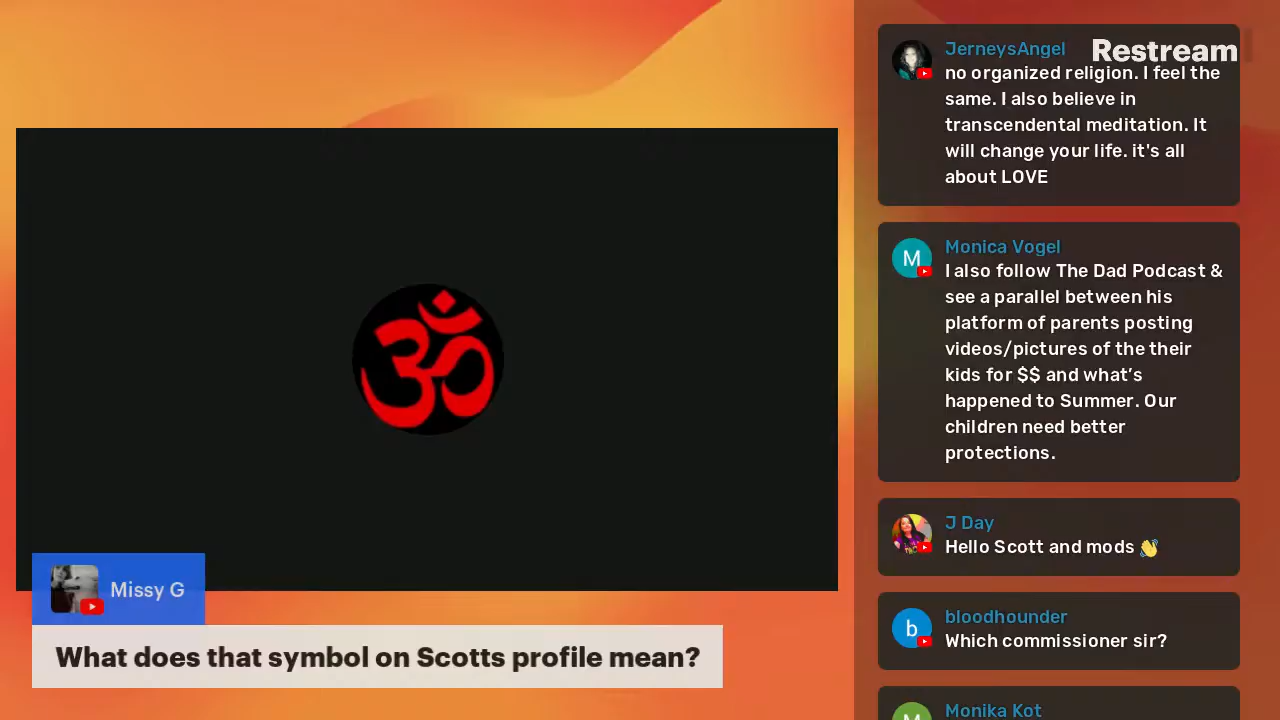 Restream
JerneysAngel
no organized religion. I feel the
same. I also believe in
transcendental meditation. It
will change your life. it's all
about LOVE
M
Monica Vogel
I also follow The Dad Podcast &
see a parallel between his
platform of parents posting
videos/pictures of the their
kids for $$ and what’s
happened to Summer. Our
children need better
protections.
J Day
Hello Scott and mods 👋
b
bloodhounder
Which commissioner sir?
M
Monika Kot
ॐ
Missy G
What does that symbol on Scotts profile mean?